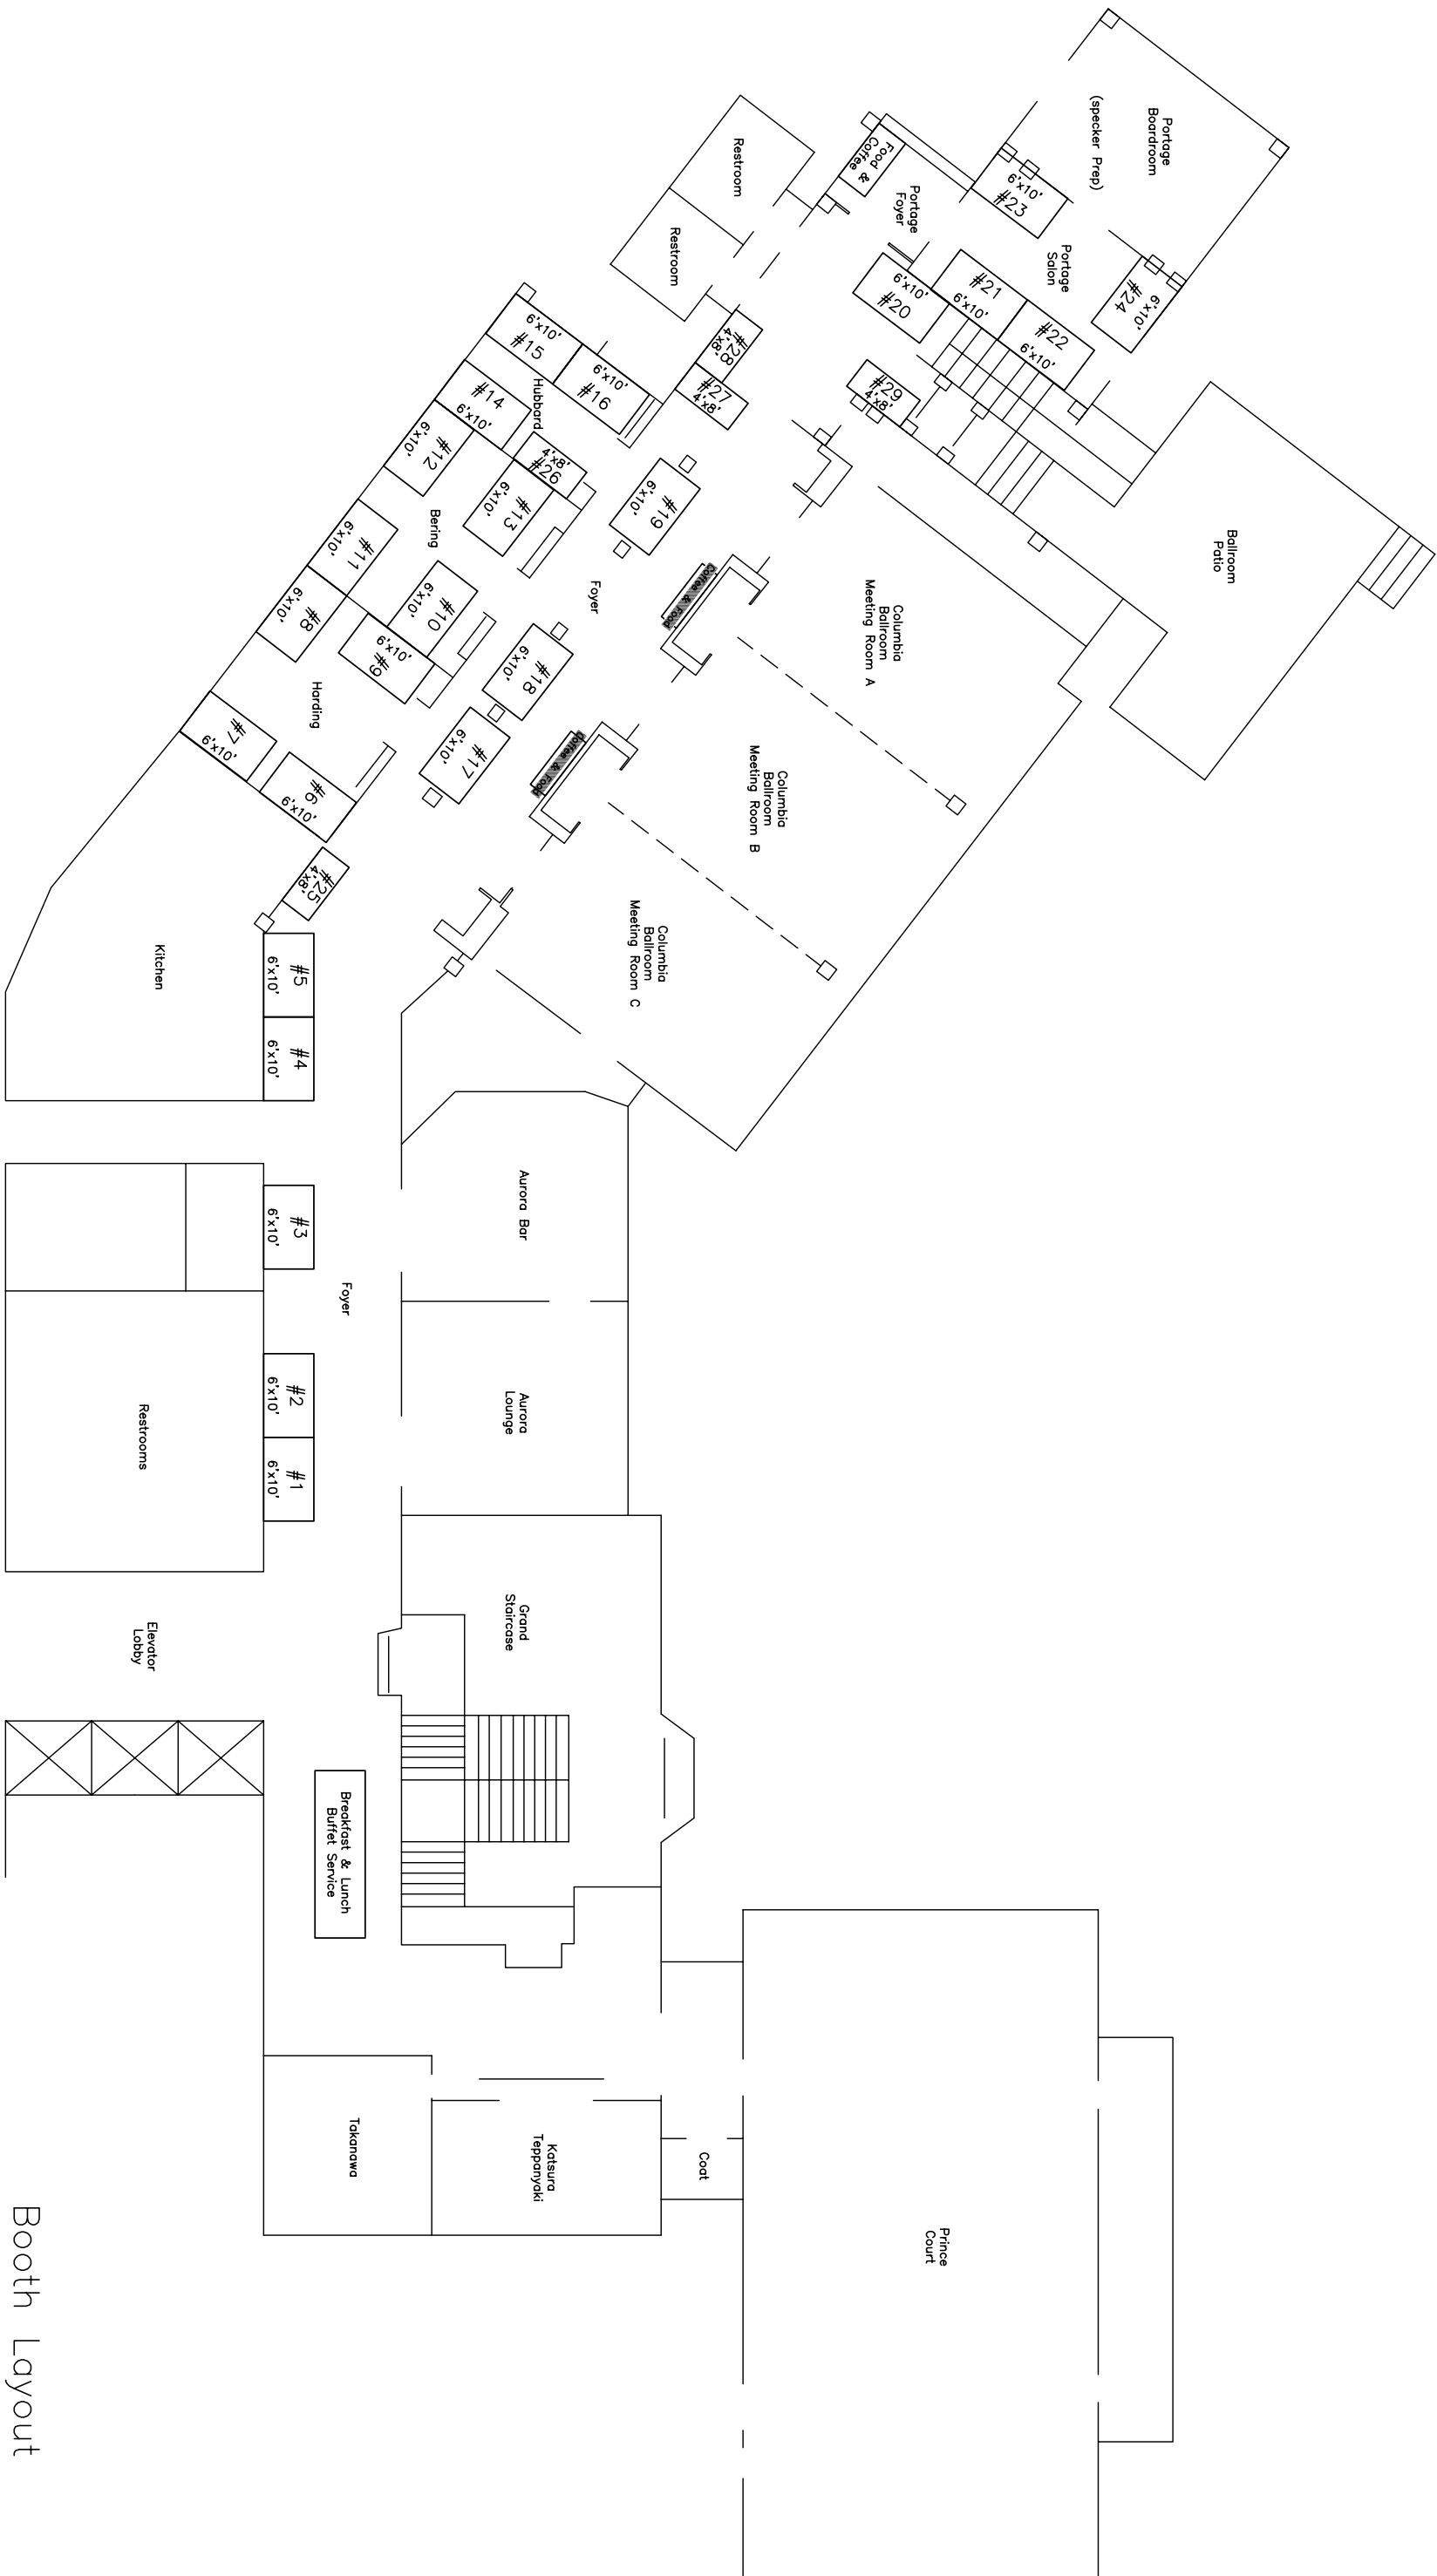 Portage
Boardroom
(specker Prep)
Food &
Coffee
Portage
Foyer
6'x10'
#23
Portage
Salon
#24
6'x10'
#21
6'x10'
#22
6'x10'
6'x10'
#20
#29
4'x8'
Ballroom
Patio
Restroom
Restroom
#28
4'x8'
#27
4'x8'
6'x10'
#15
6'x10'
#16
Hubbard
#14
6'x10'
4'x8'
#26
#12
6'x10'
#13
6'x10'
Bering
#19
6'x10'
Foyer
Coffee & Food
Columbia
Ballroom
Meeting Room A
#11
6'x10'
#10
6'x10'
#8
6'x10'
6'x10'
#9
#18
6'x10'
#17
6'x10'
Coffee & Food
Columbia
Ballroom
Meeting Room B
Harding
#7
6'x10'
#6
6'x10'
#25
4'x8'
Columbia
Ballroom
Meeting Room C
Kitchen
#5
6'x10'
#4
6'x10'
Aurora Bar
#3
6'x10'
Foyer
Aurora
Lounge
#2
6'x10'
#1
6'x10'
Restrooms
Grand
Staircase
Elevator
Lobby
Breakfast & Lunch
Buffet Service
Takanawa
Katsura
Teppanyaki
Coat
Prince
Court
Booth Layout